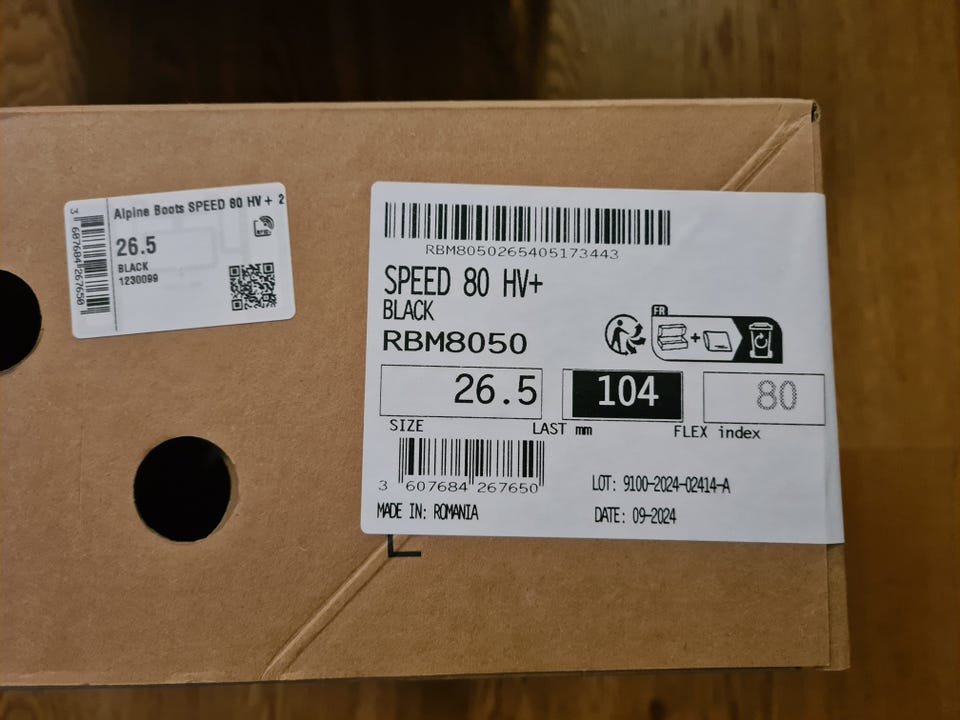 Alpine Boots SPEED 80 HV + 2
26.5
BLACK
1230099
3 607684 267650
RBM8050265405173443
SPEED 80 HV+
BLACK
RBM8050
FR
26.5
104
80
SIZE
LAST mm
FLEX index
3 607684 267650
LOT: 9100-2024-02414-A
MADE IN: ROMANIA
DATE: 09-2024